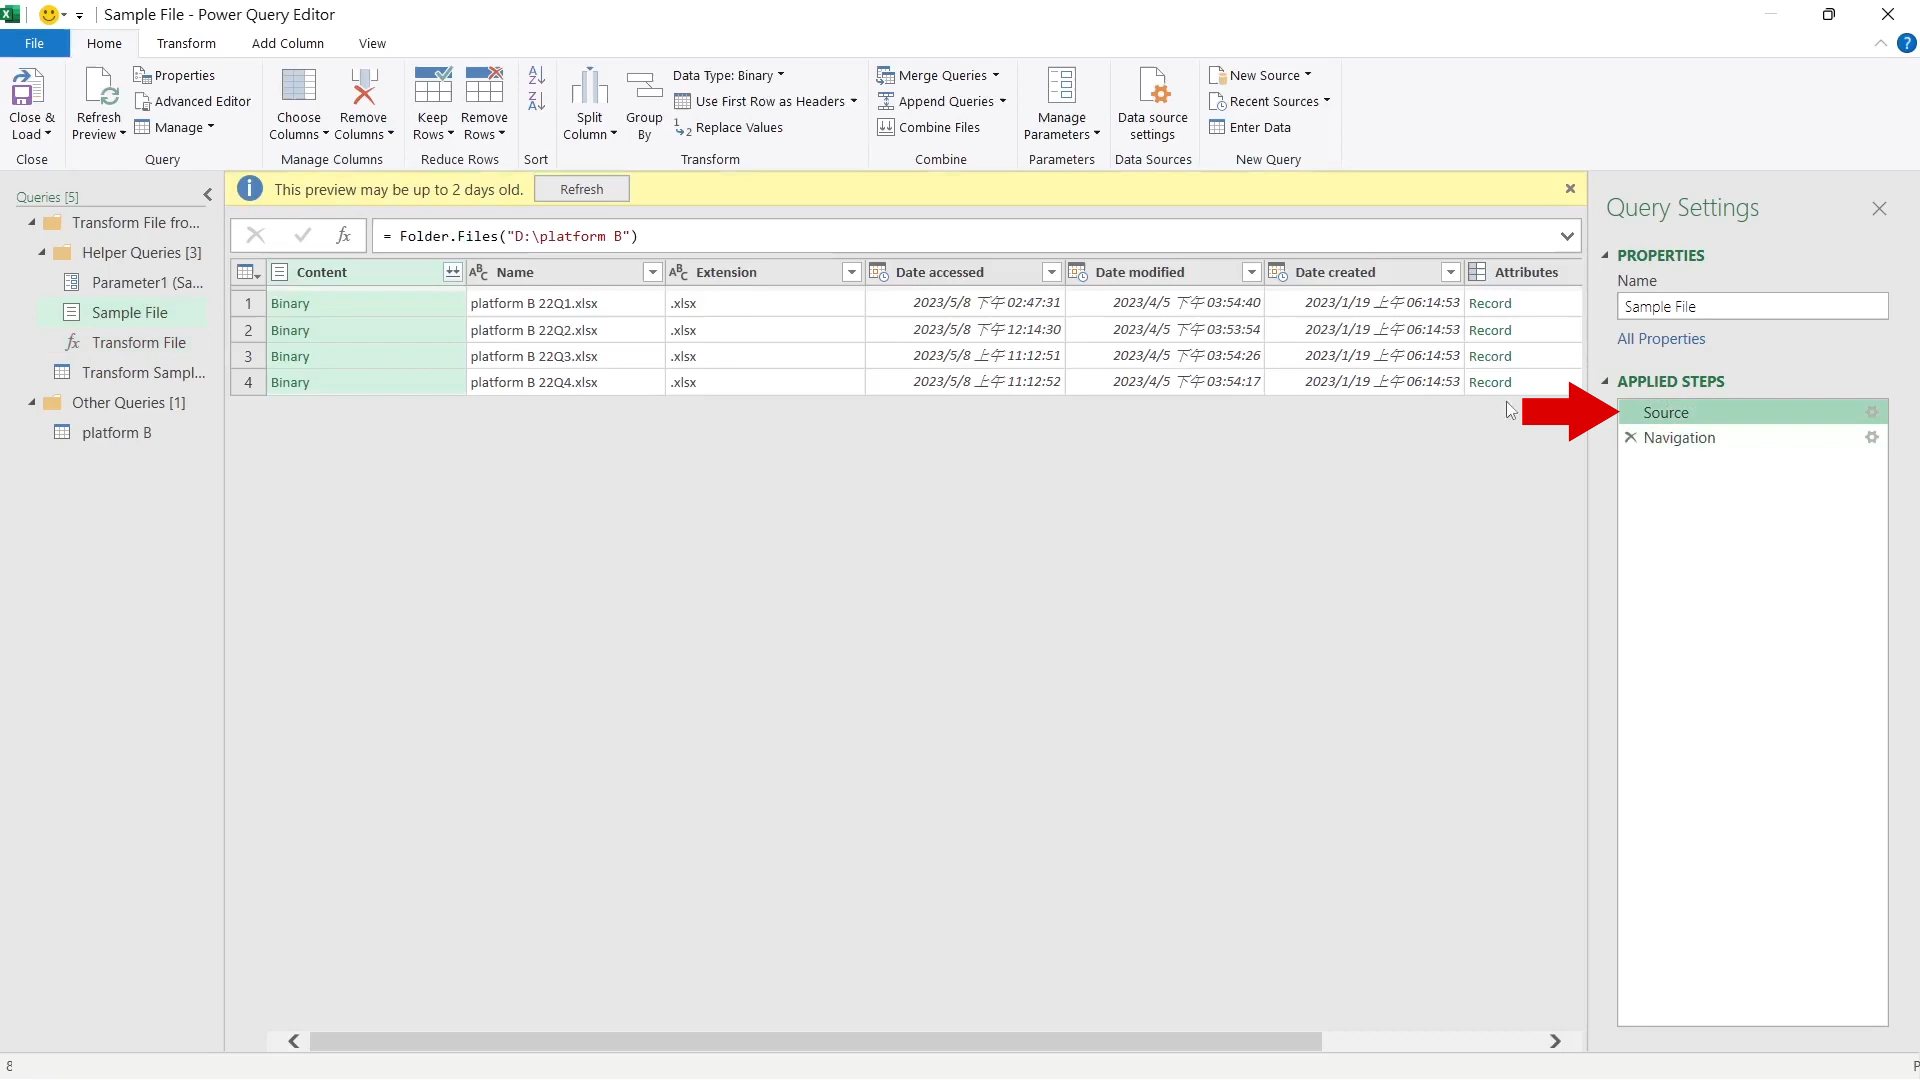 Sample File - Power Query Editor
File Home Transform Add Column View
Close &
Load
Close
Refresh
Preview
Properties
Advanced Editor
Manage
Query
Choose
Columns
Remove
Columns
Manage Columns
Keep
Rows
Remove
Rows
Reduce Rows
Sort
Split
Column
Group
By
Data Type: Binary
Use First Row as Headers
Replace Values
Transform
Merge Queries
Append Queries
Combine Files
Combine
Manage
Parameters
Parameters
Data source
settings
Data Sources
New Source
Recent Sources
Enter Data
New Query
Queries [5]
Transform File fro...
Helper Queries [3]
Parameter1 (Sa...
Sample File
Transform File
Transform Sampl...
Other Queries [1]
platform B
This preview may be up to 2 days old. Refresh
= Folder.Files("D:\platform B")
Content Name Extension Date accessed Date modified Date created Attributes
1 Binary platform B 22Q1.xlsx .xlsx 2023/5/8 下午 02:47:31 2023/4/5 下午 03:54:40 2023/1/19 上午 06:14:53 Record
2 Binary platform B 22Q2.xlsx .xlsx 2023/5/8 下午 12:14:30 2023/4/5 下午 03:53:54 2023/1/19 上午 06:14:53 Record
3 Binary platform B 22Q3.xlsx .xlsx 2023/5/8 上午 11:12:51 2023/4/5 下午 03:54:26 2023/1/19 上午 06:14:53 Record
4 Binary platform B 22Q4.xlsx .xlsx 2023/5/8 上午 11:12:52 2023/4/5 下午 03:54:17 2023/1/19 上午 06:14:53 Record
Query Settings
PROPERTIES
Name
Sample File
All Properties
APPLIED STEPS
Source
Navigation